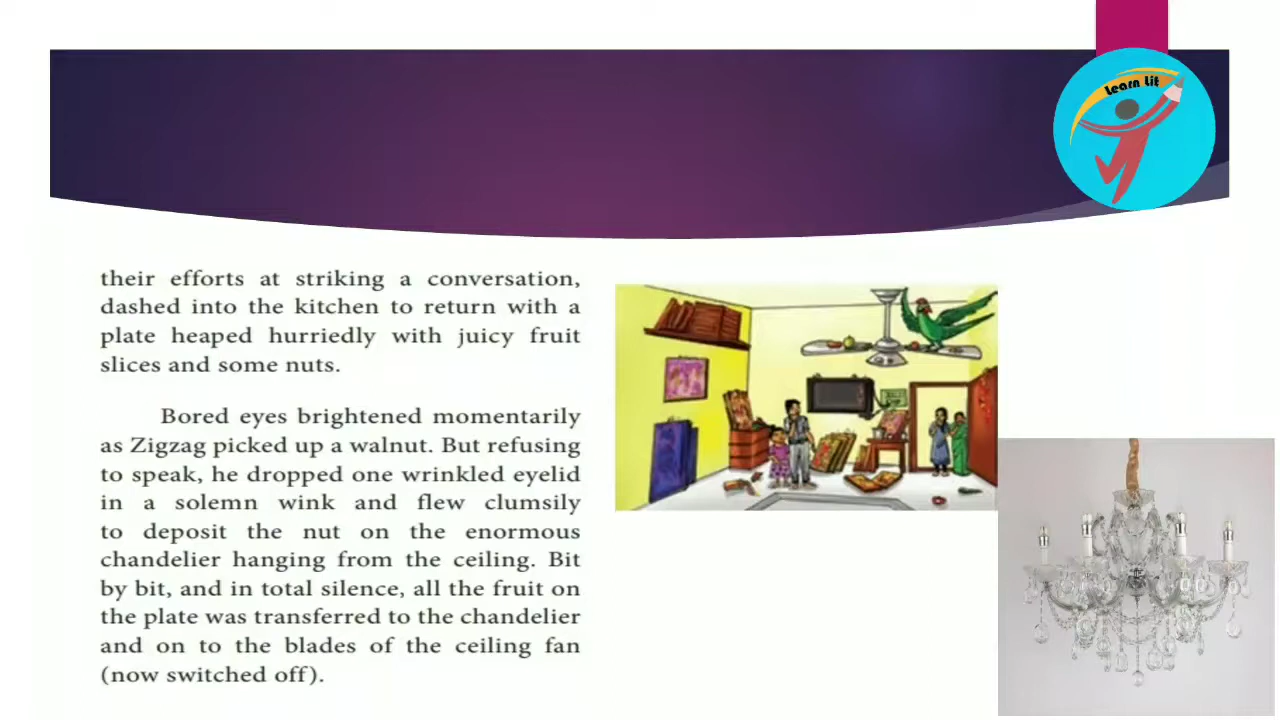 Learn Lit
their efforts at striking a conversation,
dashed into the kitchen to return with a
plate heaped hurriedly with juicy fruit
slices and some nuts.
Bored eyes brightened momentarily
as Zigzag picked up a walnut. But refusing
to speak, he dropped one wrinkled eyelid
in a solemn wink and flew clumsily
to deposit the nut on the enormous
chandelier hanging from the ceiling. Bit
by bit, and in total silence, all the fruit on
the plate was transferred to the chandelier
and on to the blades of the ceiling fan
(now switched off).